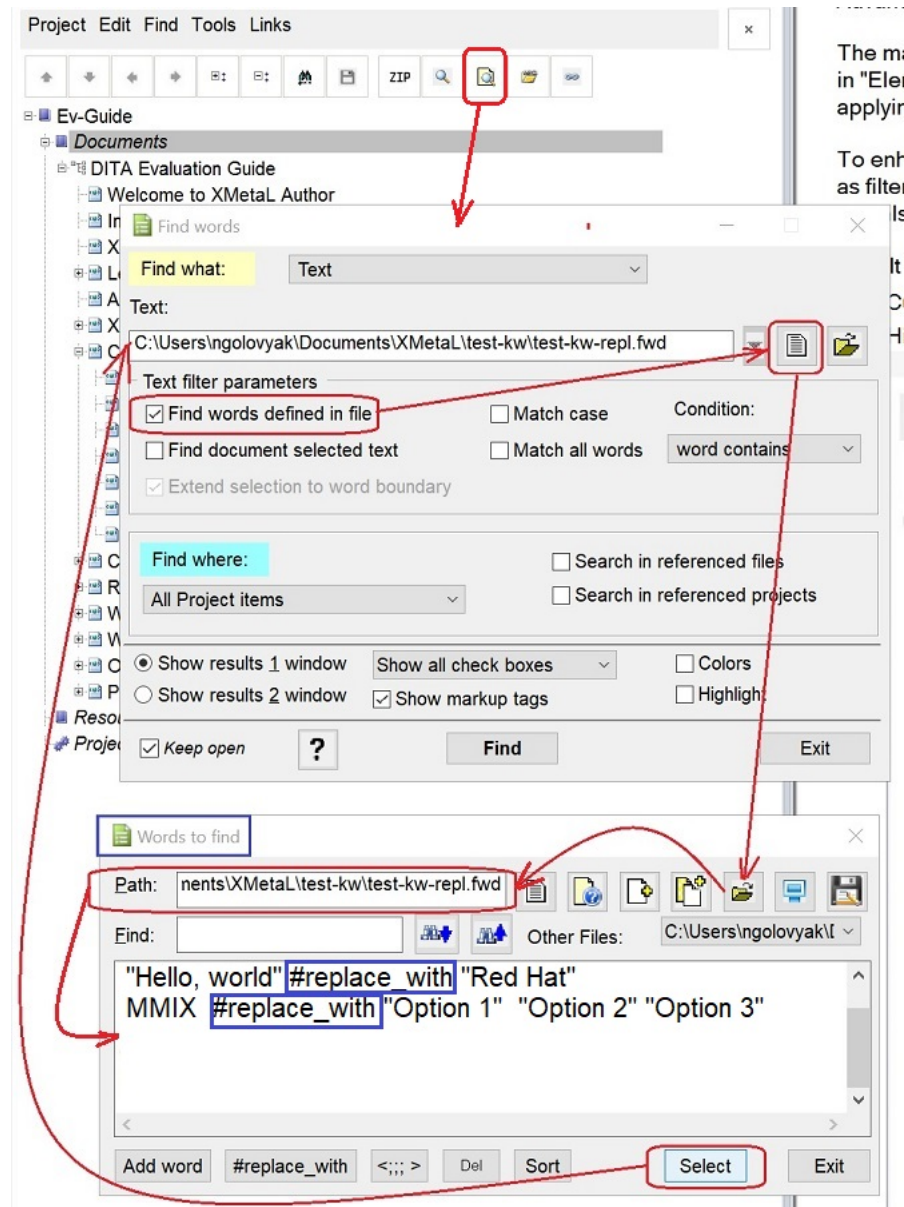 Project Edit Find Tools Links
×
The ma
in "Eler
applyin
ZIP
Ev-Guide
Documents
DITA Evaluation Guide
To enh
as filter
Welcome to XMetaL Author
In
Find words
X
Find what: Text
L
A
Text:
X
C:\Users\ngolovyak\Documents\XMetaL\test-kw\test-kw-repl.fwd
C
Text filter parameters
Find words defined in file
Match case
Condition:
Find document selected text
Match all words
word contains
Extend selection to word boundary
Find where:
Search in referenced files
C
R
All Project items
Search in referenced projects
W
W
O
Show results 1 window
Show all check boxes
Colors
P
Show results 2 window
Show markup tags
Highligh
Resou
Projec
Keep open
?
Find
Exit
Words to find
Path: nents\XMetaL\test-kw\test-kw-repl.fwd
Find:
Other Files: C:\Users\ngolovyak\[
"Hello, world" #replace_with "Red Hat"
MMIX #replace_with "Option 1" "Option 2" "Option 3"
Add word #replace_with <;;; > Del Sort Select Exit